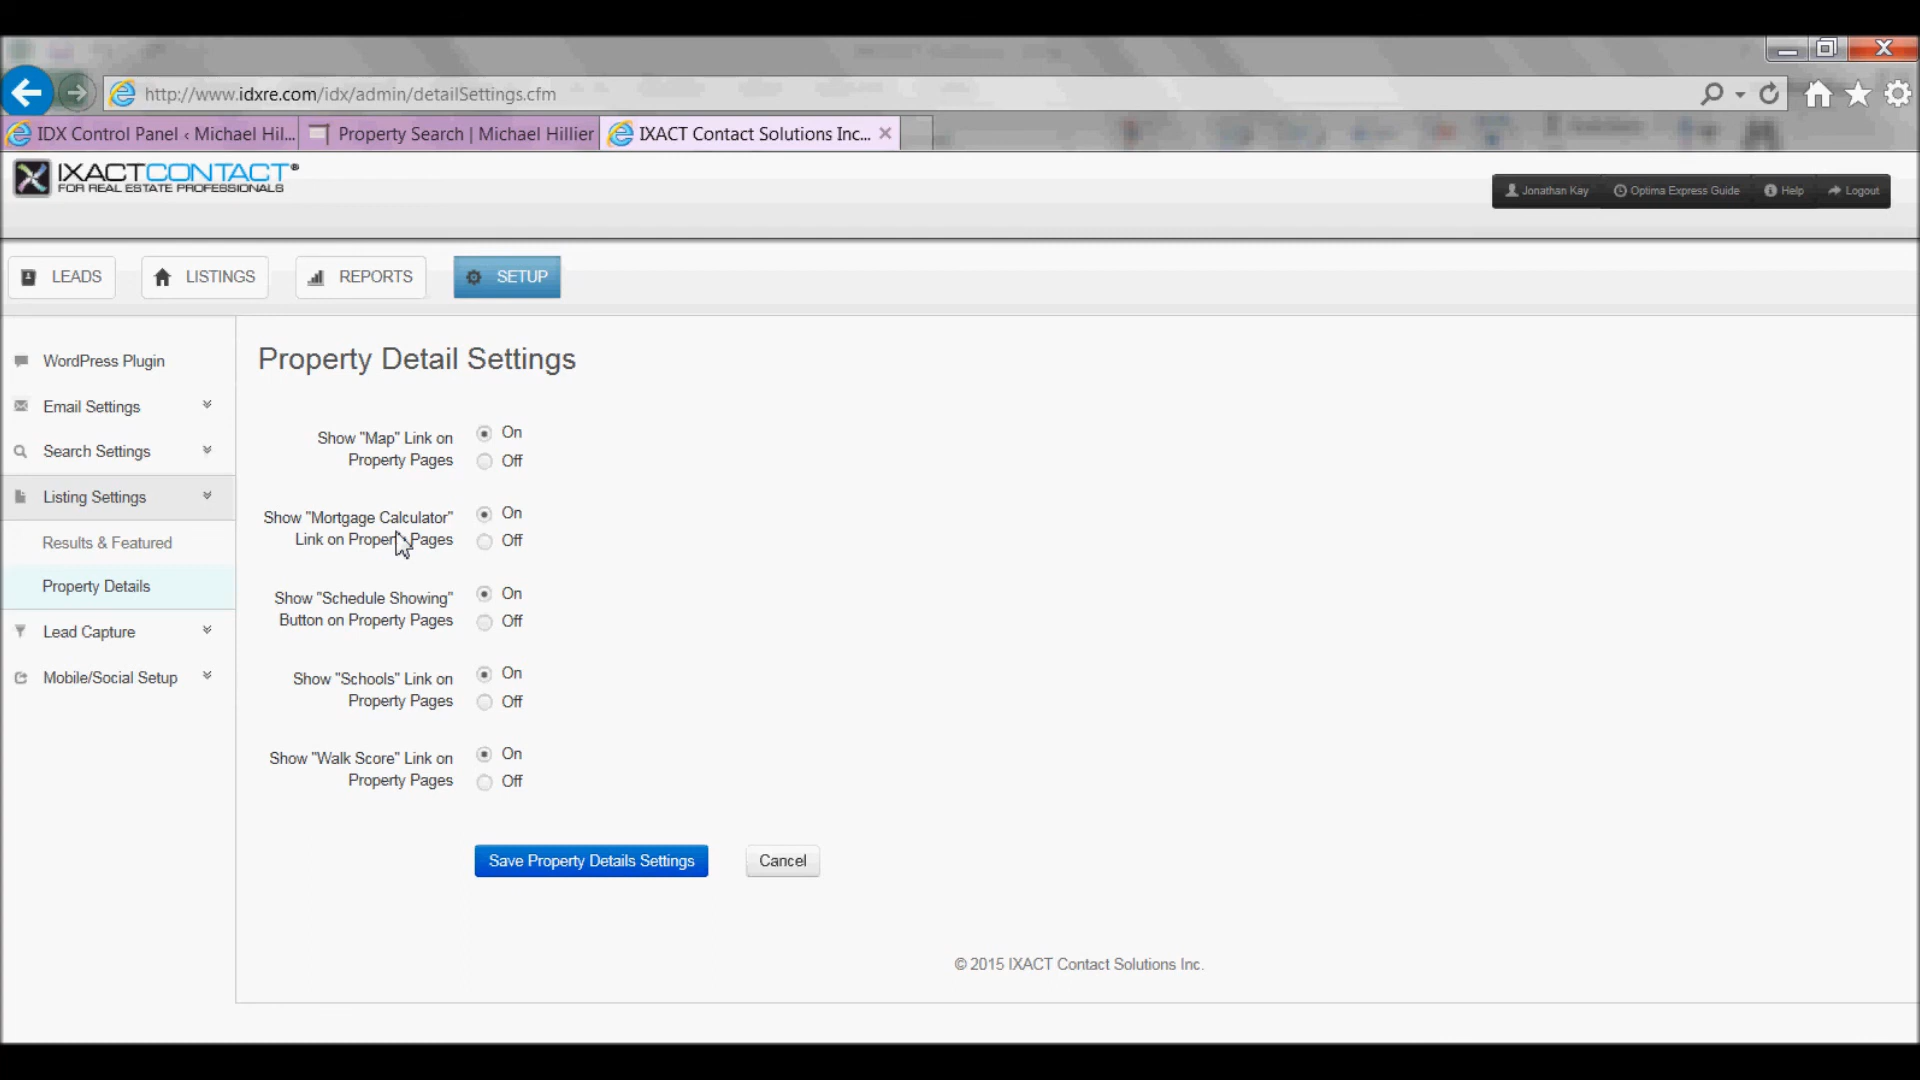 http://www.idxre.com/idx/admin/detailSettings.cfm
IDX Control Panel ‹ Michael Hil...
Property Search | Michael Hillier
IXACT Contact Solutions Inc...
IXACTCONTACT®
FOR REAL ESTATE PROFESSIONALS
Jonathan Kay
Optima Express Guide
Help
Logout
LEADS
LISTINGS
REPORTS
SETUP
WordPress Plugin
Email Settings
Search Settings
Listing Settings
Results & Featured
Property Details
Lead Capture
Mobile/Social Setup
Property Detail Settings
Show "Map" Link on
Property Pages
On
Off
Show "Mortgage Calculator"
Link on Property Pages
On
Off
Show "Schedule Showing"
Button on Property Pages
On
Off
Show "Schools" Link on
Property Pages
On
Off
Show "Walk Score" Link on
Property Pages
On
Off
Save Property Details Settings
Cancel
© 2015 IXACT Contact Solutions Inc.